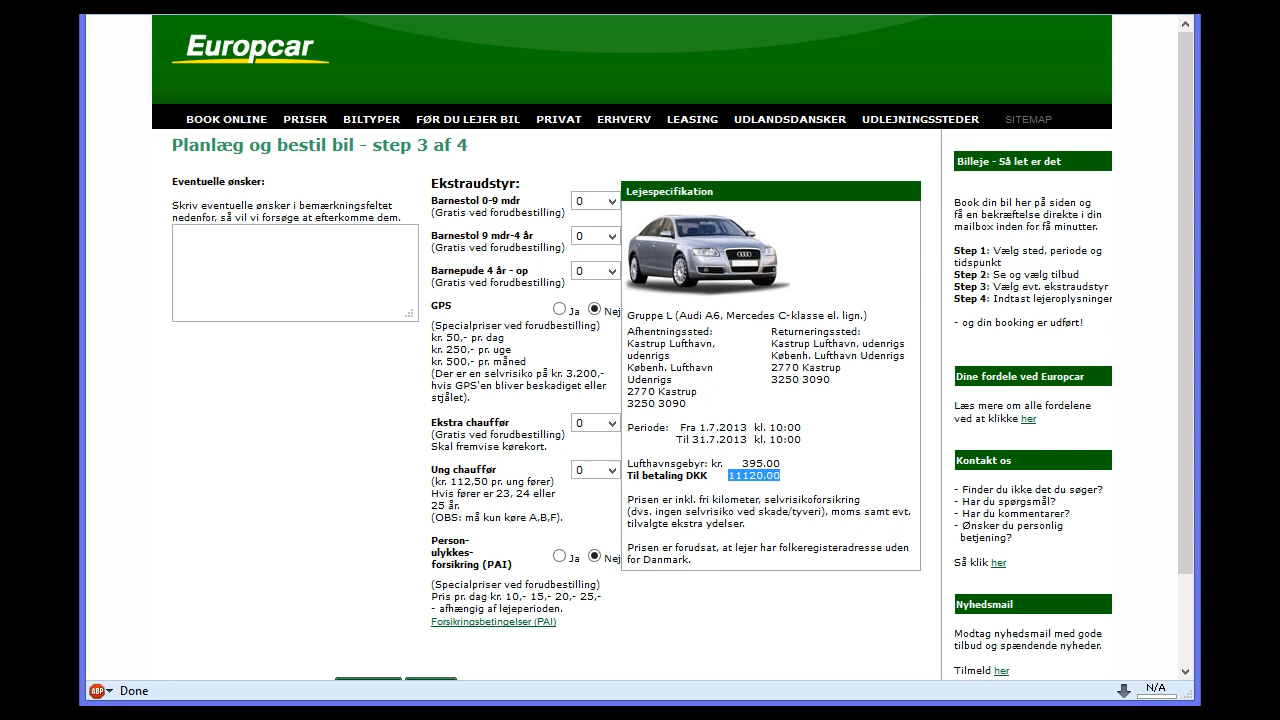 Europcar
BOOK ONLINE PRISER BILTYPER FØR DU LEJER BIL PRIVAT ERHVERV LEASING UDLANDSDANSKER UDLEJNINGSSTEDER SITEMAP
Planlæg og bestil bil - step 3 af 4
Eventuelle ønsker:
Skriv eventuelle ønsker i bemærkningsfeltet
nedenfor, så vil vi forsøge at efterkomme dem.
Ekstraudstyr:
Barnestol 0-9 mdr
(Gratis ved forudbestilling)
0
Barnestol 9 mdr-4 år
(Gratis ved forudbestilling)
0
Barnepude 4 år - op
(Gratis ved forudbestilling)
0
GPS
Ja Nej
(Specialpriser ved forudbestilling)
kr. 50,- pr. dag
kr. 250,- pr. uge
kr. 500,- pr. måned
(Der er en selvrisiko på kr. 3.200,-
hvis GPS'en bliver beskadiget eller
stjålet).
Ekstra chauffør
(Gratis ved forudbestilling)
Skal fremvise kørekort.
0
Ung chauffør
(kr. 112,50 pr. ung fører)
Hvis fører er 23, 24 eller
25 år.
(OBS: må kun køre A,B,F).
0
Person-
ulykkes-
forsikring (PAI)
Ja Nej
(Specialpriser ved forudbestilling)
Pris pr. dag kr. 10,- 15,- 20,- 25,-
- afhængig af lejeperioden.
Forsikringsbetingelser (PAI)
Lejespecifikation
Gruppe L (Audi A6, Mercedes C-klasse el. lign.)
Afhentningssted:
Kastrup Lufthavn,
udenrigs
Københ. Lufthavn
Udenrigs
2770 Kastrup
3250 3090
Returneringssted:
Kastrup Lufthavn, udenrigs
Københ. Lufthavn Udenrigs
2770 Kastrup
3250 3090
Periode: Fra 1.7.2013 kl. 10:00
Til 31.7.2013 kl. 10:00
Lufthavnsgebyr: kr. 395.00
Til betaling DKK 11120.00
Prisen er inkl. fri kilometer, selvrisikoforsikring
(dvs. ingen selvrisiko ved skade/tyveri), moms samt evt.
tilvalgte ekstra ydelser.
Prisen er forudsat, at lejer har folkeregisteradresse uden
for Danmark.
Billeje - Så let er det
Book din bil her på siden og
få en bekræftelse direkte i din
mailbox inden for få minutter.
Step 1: Vælg sted, periode og
tidspunkt
Step 2: Se og vælg tilbud
Step 3: Vælg evt. ekstraudstyr
Step 4: Indtast lejeroplysninger
- og din booking er udført!
Dine fordele ved Europcar
Læs mere om alle fordelene
ved at klikke her
Kontakt os
- Finder du ikke det du søger?
- Har du spørgsmål?
- Har du kommentarer?
- Ønsker du personlig
betjening?
Så klik her
Nyhedsmail
Modtag nyhedsmail med gode
tilbud og spændende nyheder.
Tilmeld her
ABP Done N/A